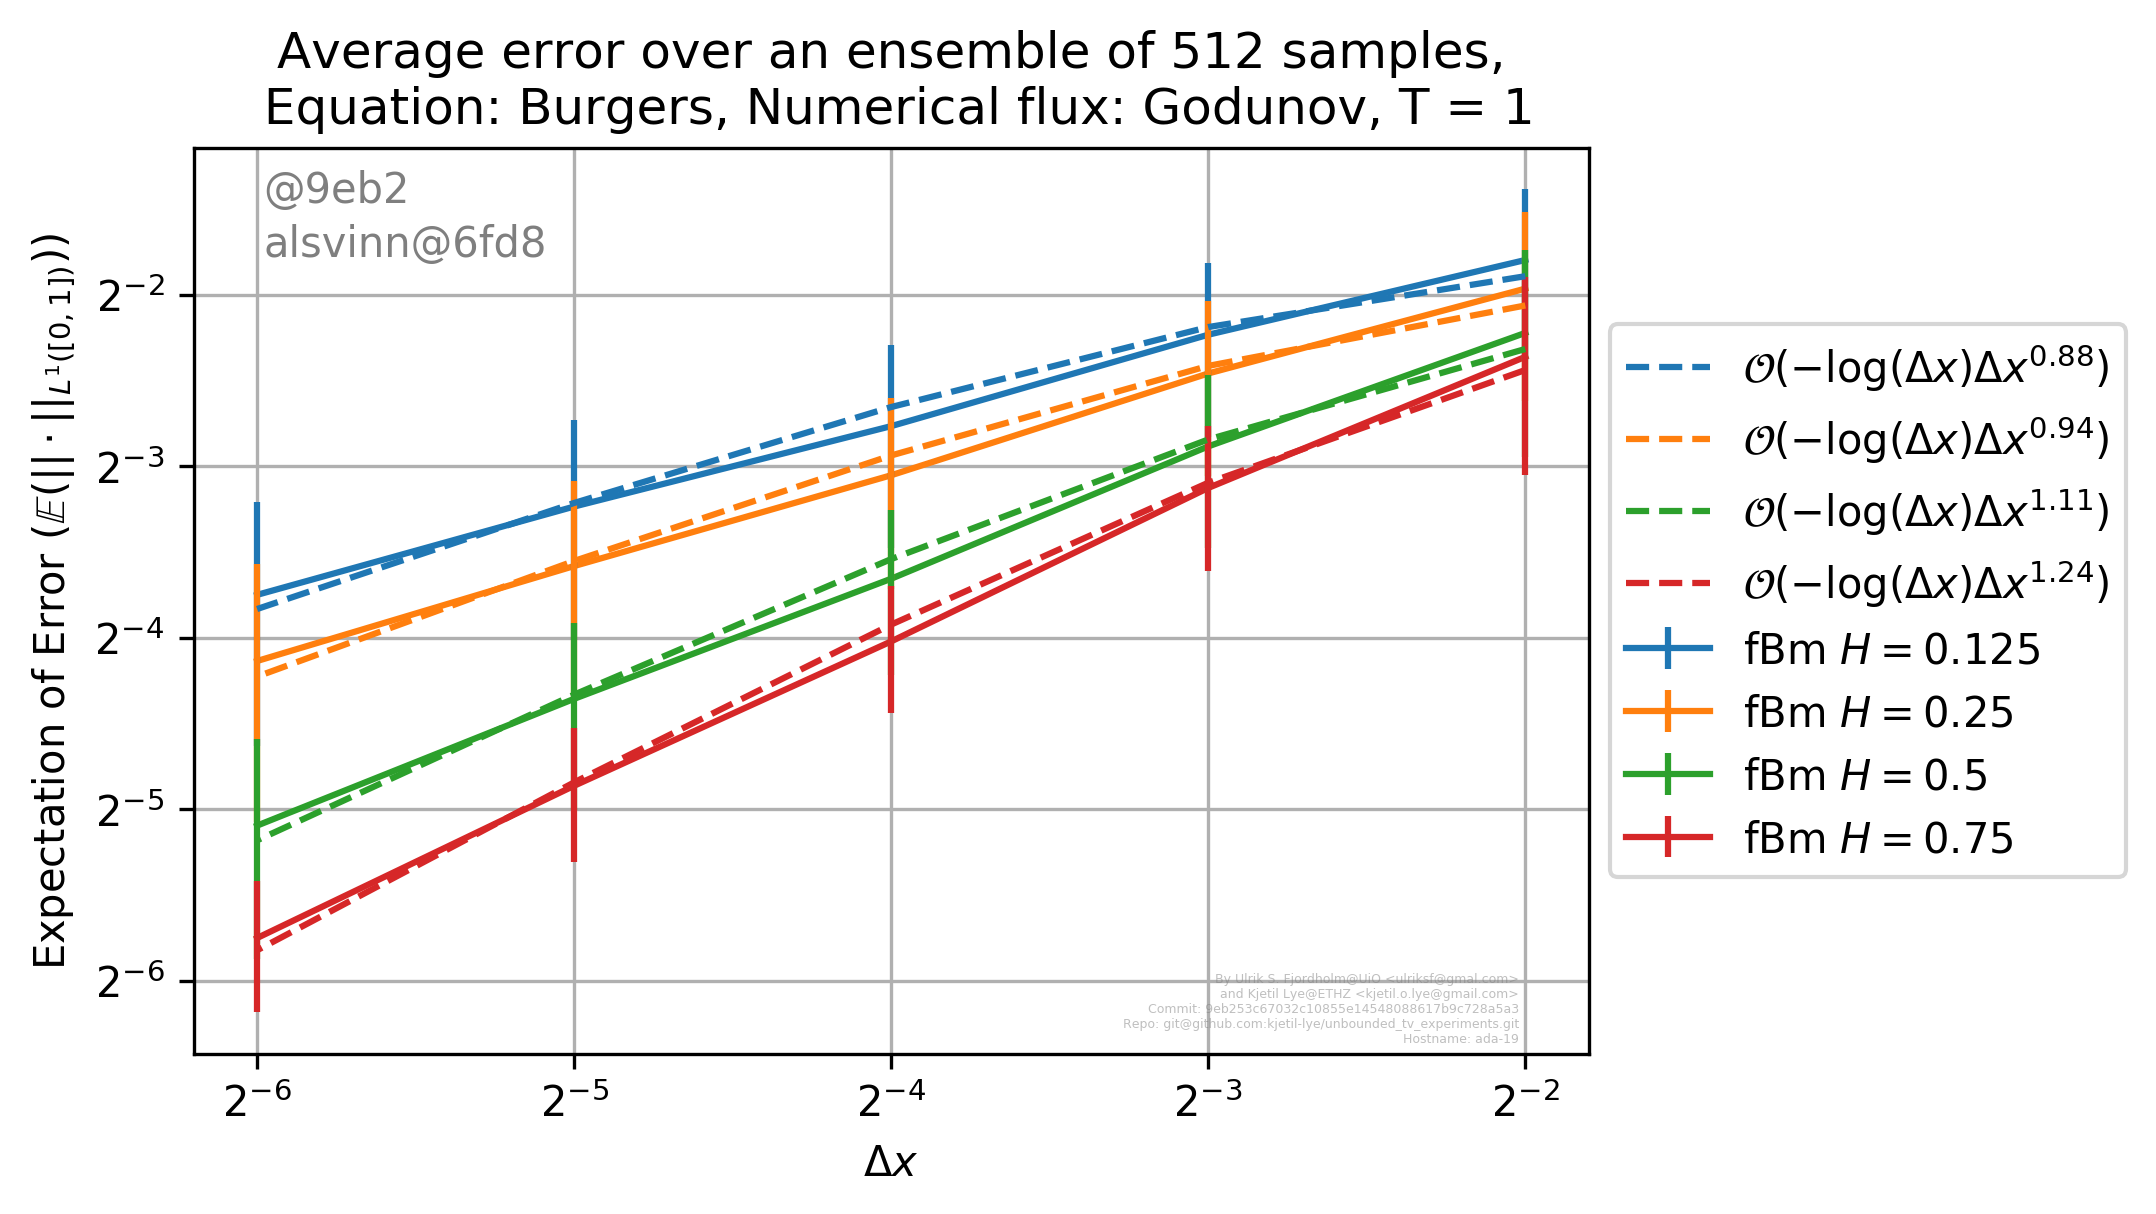 Average error over an ensemble of 512 samples,
Equation: Burgers, Numerical flux: Godunov, T = 1
@9eb2
alsvinn@6fd8
Expectation of Error (𝔼(||·||_{L¹([0,1])}))
2⁻²
2⁻³
2⁻⁴
2⁻⁵
2⁻⁶
2⁻⁶ 2⁻⁵ 2⁻⁴ 2⁻³ 2⁻²
Δx
By Ulrik S. Fjordholm@UiO <ulriksf@gmal.com>
and Kjetil Lye@ETHZ <kjetil.o.lye@gmail.com>
Commit: 9eb253c67032c10855e14548088617b9c728a5a3
Repo: git@github.com:kjetil-lye/unbounded_tv_experiments.git
Hostname: ada-19
𝒪(−log(Δx)Δx^{0.88})
𝒪(−log(Δx)Δx^{0.94})
𝒪(−log(Δx)Δx^{1.11})
𝒪(−log(Δx)Δx^{1.24})
fBm H = 0.125
fBm H = 0.25
fBm H = 0.5
fBm H = 0.75